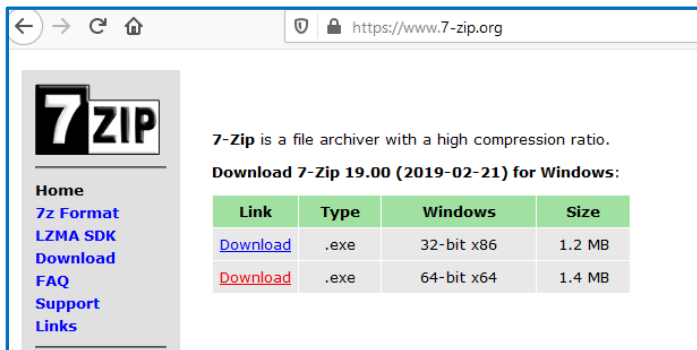 https://www.7-zip.org
7ZIP
Home
7z Format
LZMA SDK
Download
FAQ
Support
Links
7-Zip is a file archiver with a high compression ratio.
Download 7-Zip 19.00 (2019-02-21) for Windows:
Link Type Windows Size
Download .exe 32-bit x86 1.2 MB
Download .exe 64-bit x64 1.4 MB